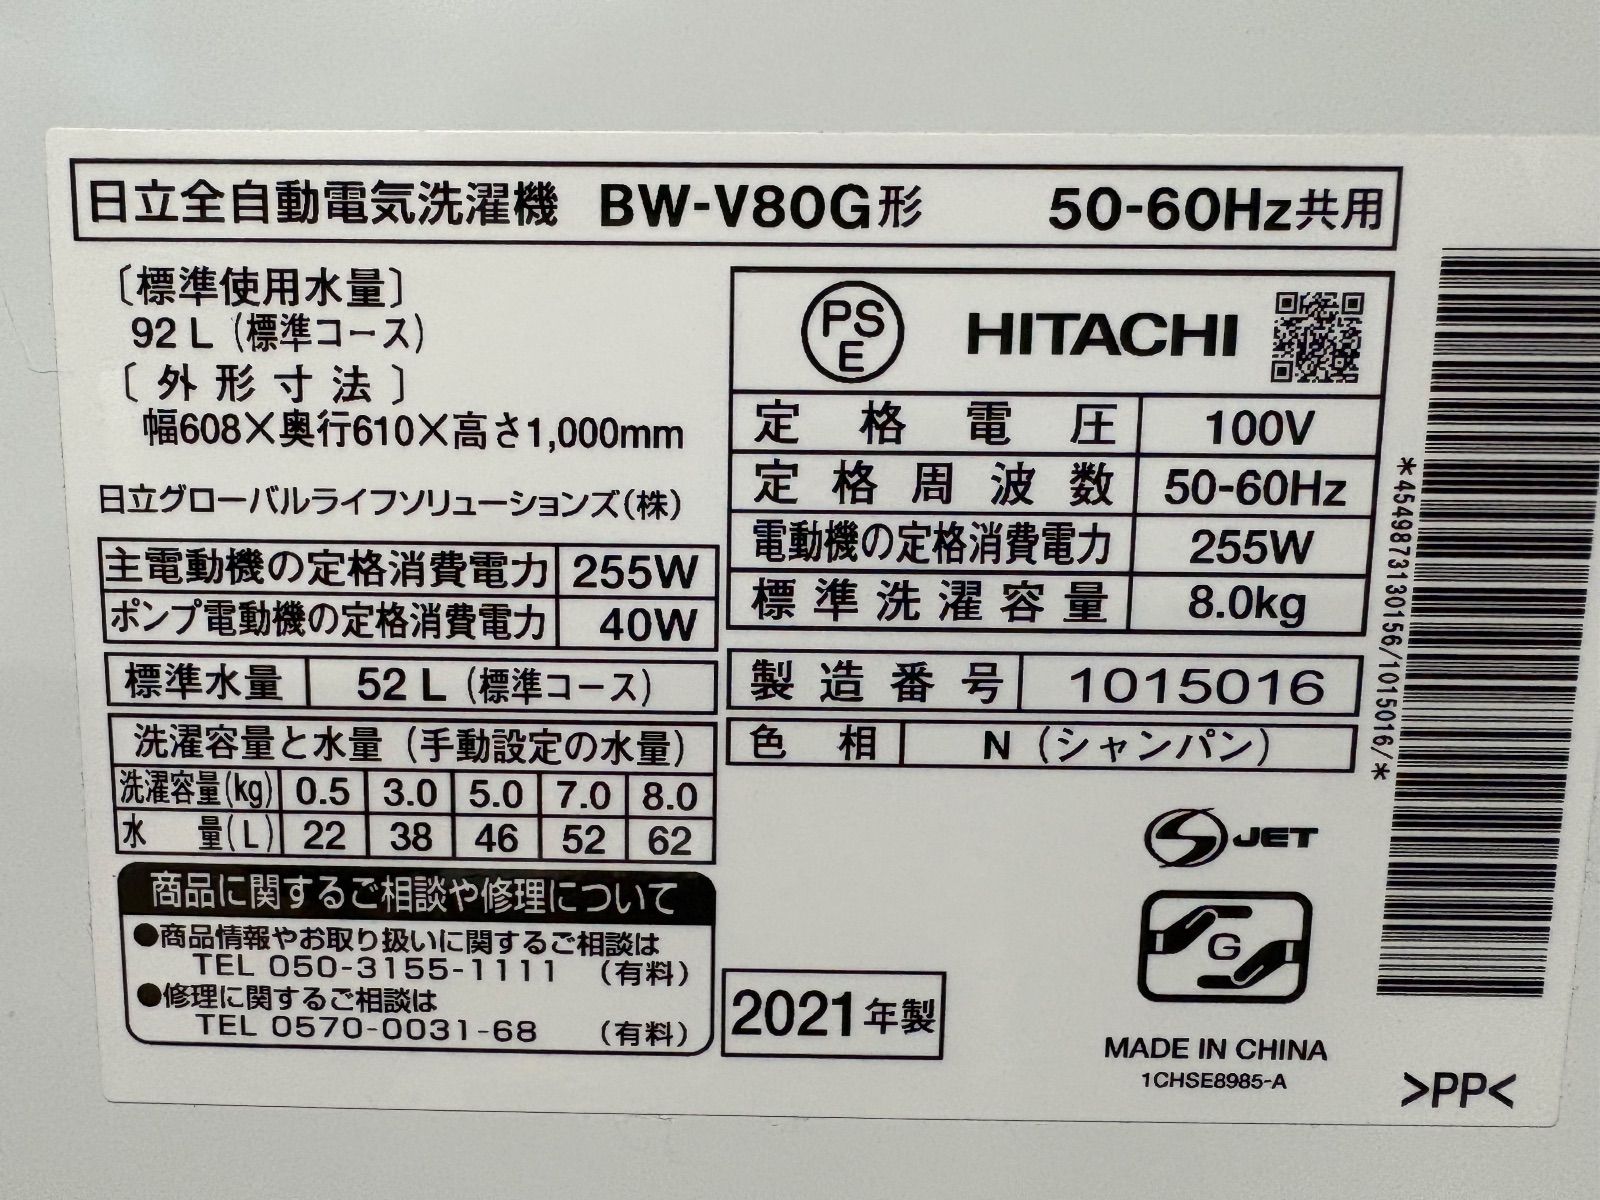 日立全自動電気洗濯機 BW-V80G形 50-60Hz共用
〔標準使用水量〕
92L（標準コース）
〔外形寸法〕
幅608×奥行610×高さ1,000mm
日立グローバルライフソリューションズ（株）
主電動機の定格消費電力 255W
ポンプ電動機の定格消費電力 40W
標準水量 52L（標準コース）
洗濯容量と水量（手動設定の水量）
洗濯容量(kg) 0.5 3.0 5.0 7.0 8.0
水量(L) 22 38 46 52 62
商品に関するご相談や修理について
●商品情報やお取り扱いに関するご相談は
TEL 050-3155-1111 （有料）
●修理に関するご相談は
TEL 0570-0031-68 （有料）
PSE HITACHI
定格電圧 100V
定格周波数 50-60Hz
電動機の定格消費電力 255W
標準洗濯容量 8.0kg
製造番号 1015016
色相 N（シャンパン）
JET
G
2021年製
MADE IN CHINA
1CHSE8985-A
>PP<
*4549873130156/1015016/*